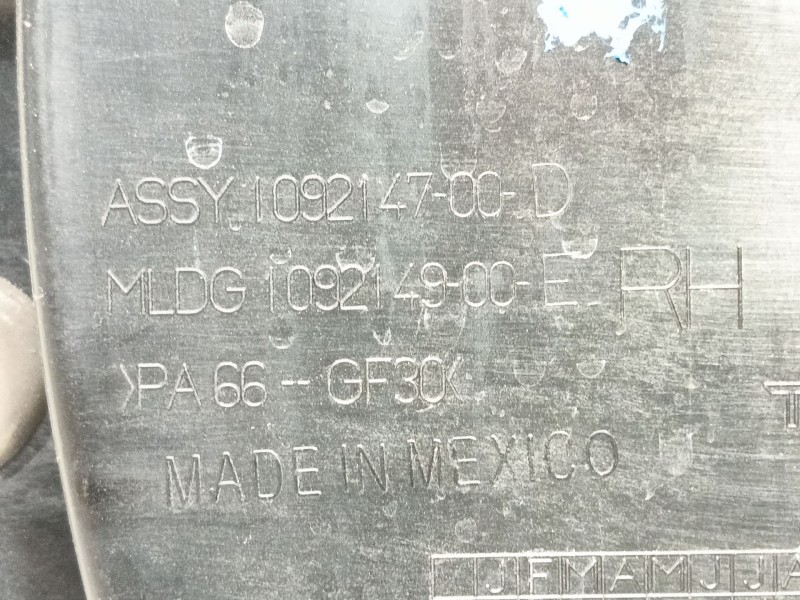 ASSY. 1092147-00-D
MLDG 1092149-00-E RH
>PA 66 -- GF30<
MADE IN MEXICO
J F M A M J J A